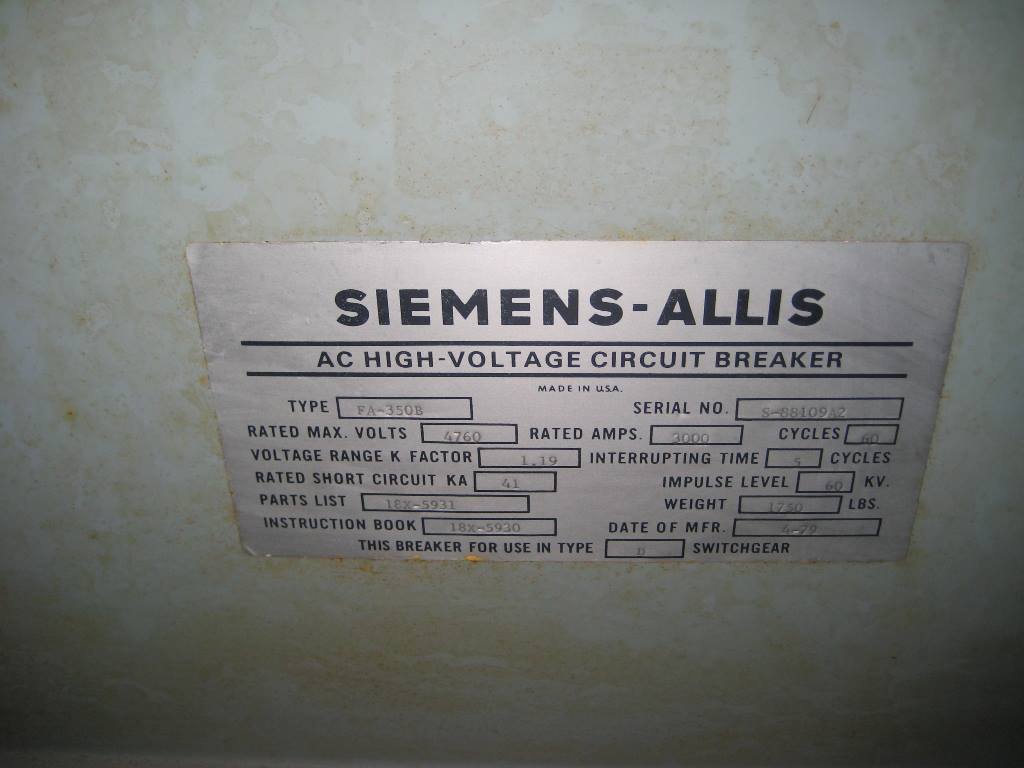 SIEMENS-ALLIS
AC HIGH-VOLTAGE CIRCUIT BREAKER
MADE IN U.S.A.
TYPE FA-350B SERIAL NO. S-88109A2
RATED MAX. VOLTS 4760 RATED AMPS. 3000 CYCLES 60
VOLTAGE RANGE K FACTOR 1.19 INTERRUPTING TIME 5 CYCLES
RATED SHORT CIRCUIT KA 41 IMPULSE LEVEL 60 KV.
PARTS LIST 18X-5931 WEIGHT 1750 LBS.
INSTRUCTION BOOK 18X-5930 DATE OF MFR. 4-79
THIS BREAKER FOR USE IN TYPE D SWITCHGEAR